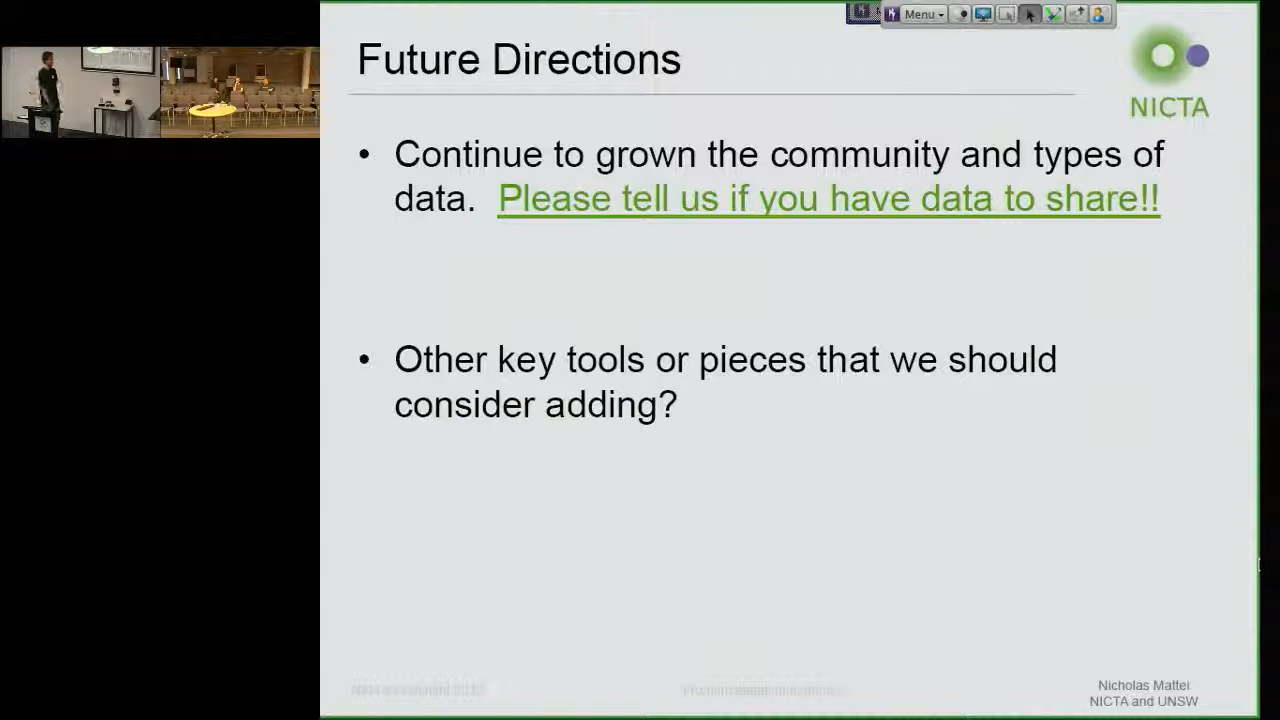 Menu
Future Directions
NICTA
• Continue to grown the community and types of
data. Please tell us if you have data to share!!
• Other key tools or pieces that we should
consider adding?
Nicholas Mattei
NICTA and UNSW